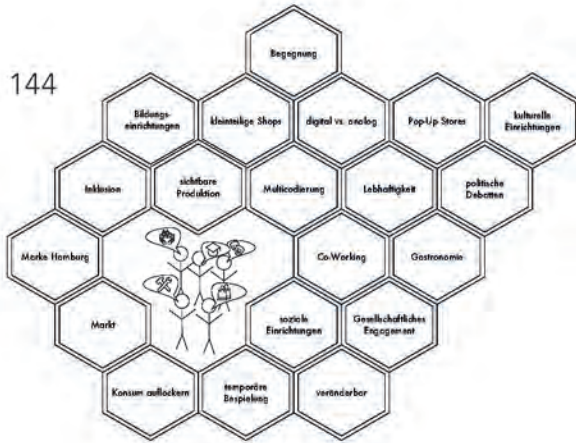 Begegnung
144
Bildungs-
einrichtungen
kleinteilige Shops
digital vs. analog
Pop-Up Stores
kulturelle
Einrichtungen
Inklusion
sichtbare
Produktion
Multicodierung
Lebhaftigkeit
politische
Debatten
Marke Hamburg
Co-Working
Gastronomie
Markt
soziale
Einrichtungen
Gesellschaftliches
Engagement
Konsum auflockern
temporäre
Bespielung
veränderbar